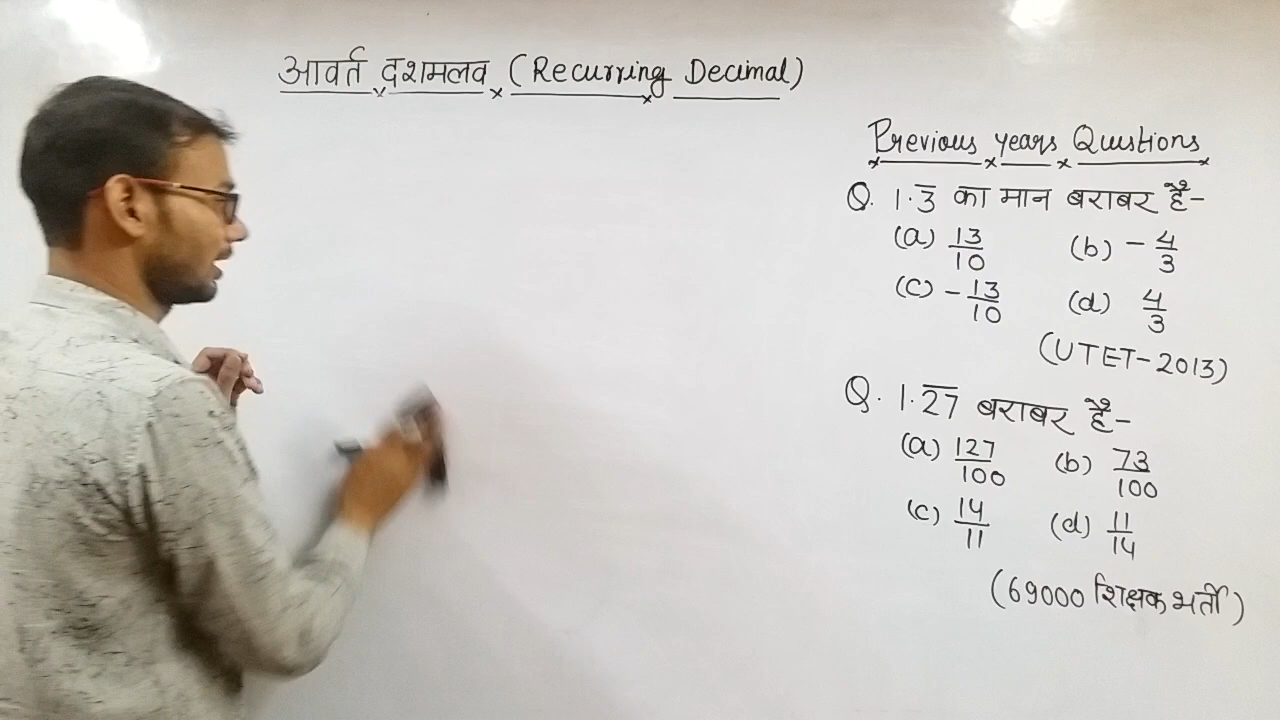 आवर्त दशमलव (Recurring Decimal)
Previous years Questions
Q. 1.3̅ का मान बराबर है-
(a) 13/10 (b) -4/3
(c) -13/10 (d) 4/3
(UTET-2013)
Q. 1.2̅7̅ बराबर है-
(a) 127/100 (b) 73/100
(c) 14/11 (d) 11/14
(69000 शिक्षक भर्ती)